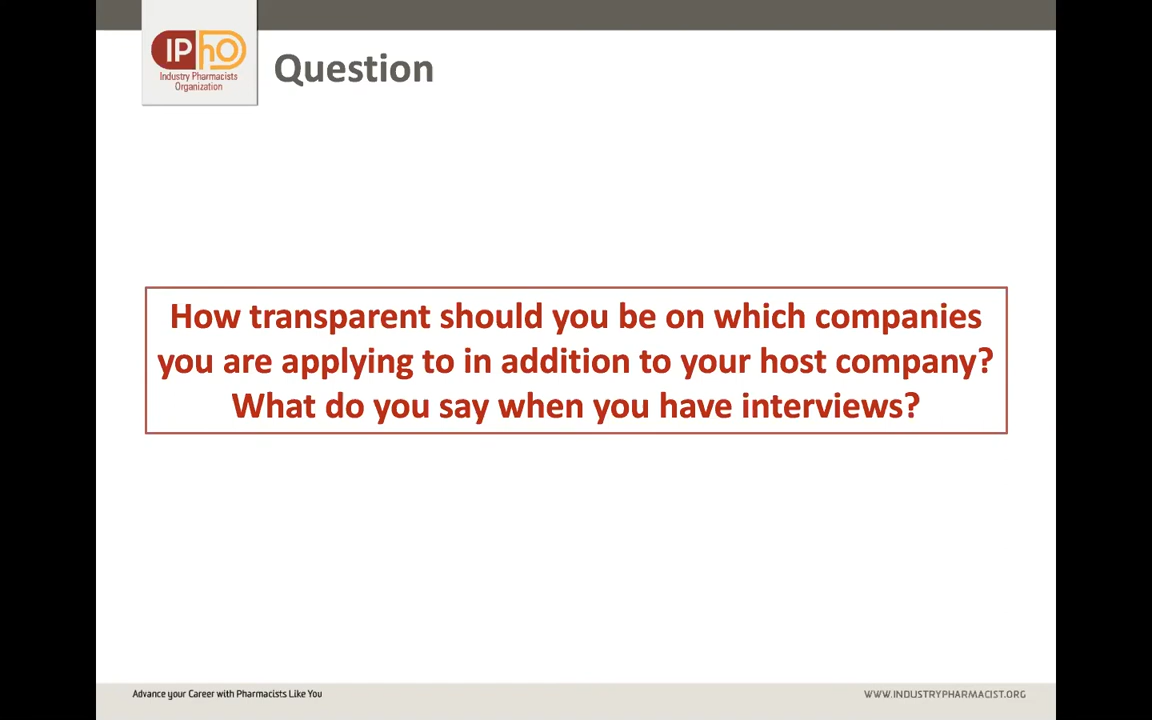 IPhO
Industry Pharmacists
Organization
Question
How transparent should you be on which companies
you are applying to in addition to your host company?
What do you say when you have interviews?
Advance your Career with Pharmacists Like You
WWW.INDUSTRYPHARMACIST.ORG